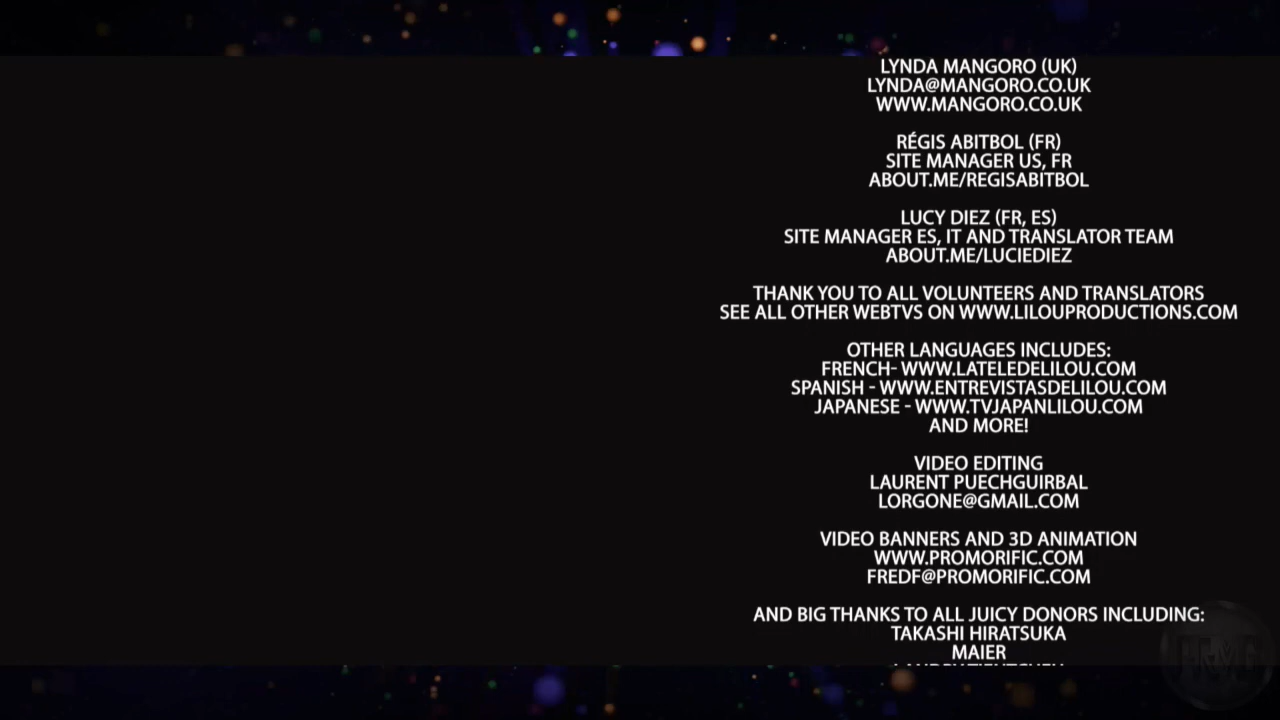 LYNDA MANGORO (UK)
LYNDA@MANGORO.CO.UK
WWW.MANGORO.CO.UK
RÉGIS ABITBOL (FR)
SITE MANAGER US, FR
ABOUT.ME/REGISABITBOL
LUCY DIEZ (FR, ES)
SITE MANAGER ES, IT AND TRANSLATOR TEAM
ABOUT.ME/LUCIEDIEZ
THANK YOU TO ALL VOLUNTEERS AND TRANSLATORS
SEE ALL OTHER WEBTVS ON WWW.LILOUPRODUCTIONS.COM
OTHER LANGUAGES INCLUDES:
FRENCH- WWW.LATELEDELILOU.COM
SPANISH - WWW.ENTREVISTASDELILOU.COM
JAPANESE - WWW.TVJAPANLILOU.COM
AND MORE!
VIDEO EDITING
LAURENT PUECHGUIRBAL
LORGONE@GMAIL.COM
VIDEO BANNERS AND 3D ANIMATION
WWW.PROMORIFIC.COM
FREDF@PROMORIFIC.COM
AND BIG THANKS TO ALL JUICY DONORS INCLUDING:
TAKASHI HIRATSUKA
MAIER